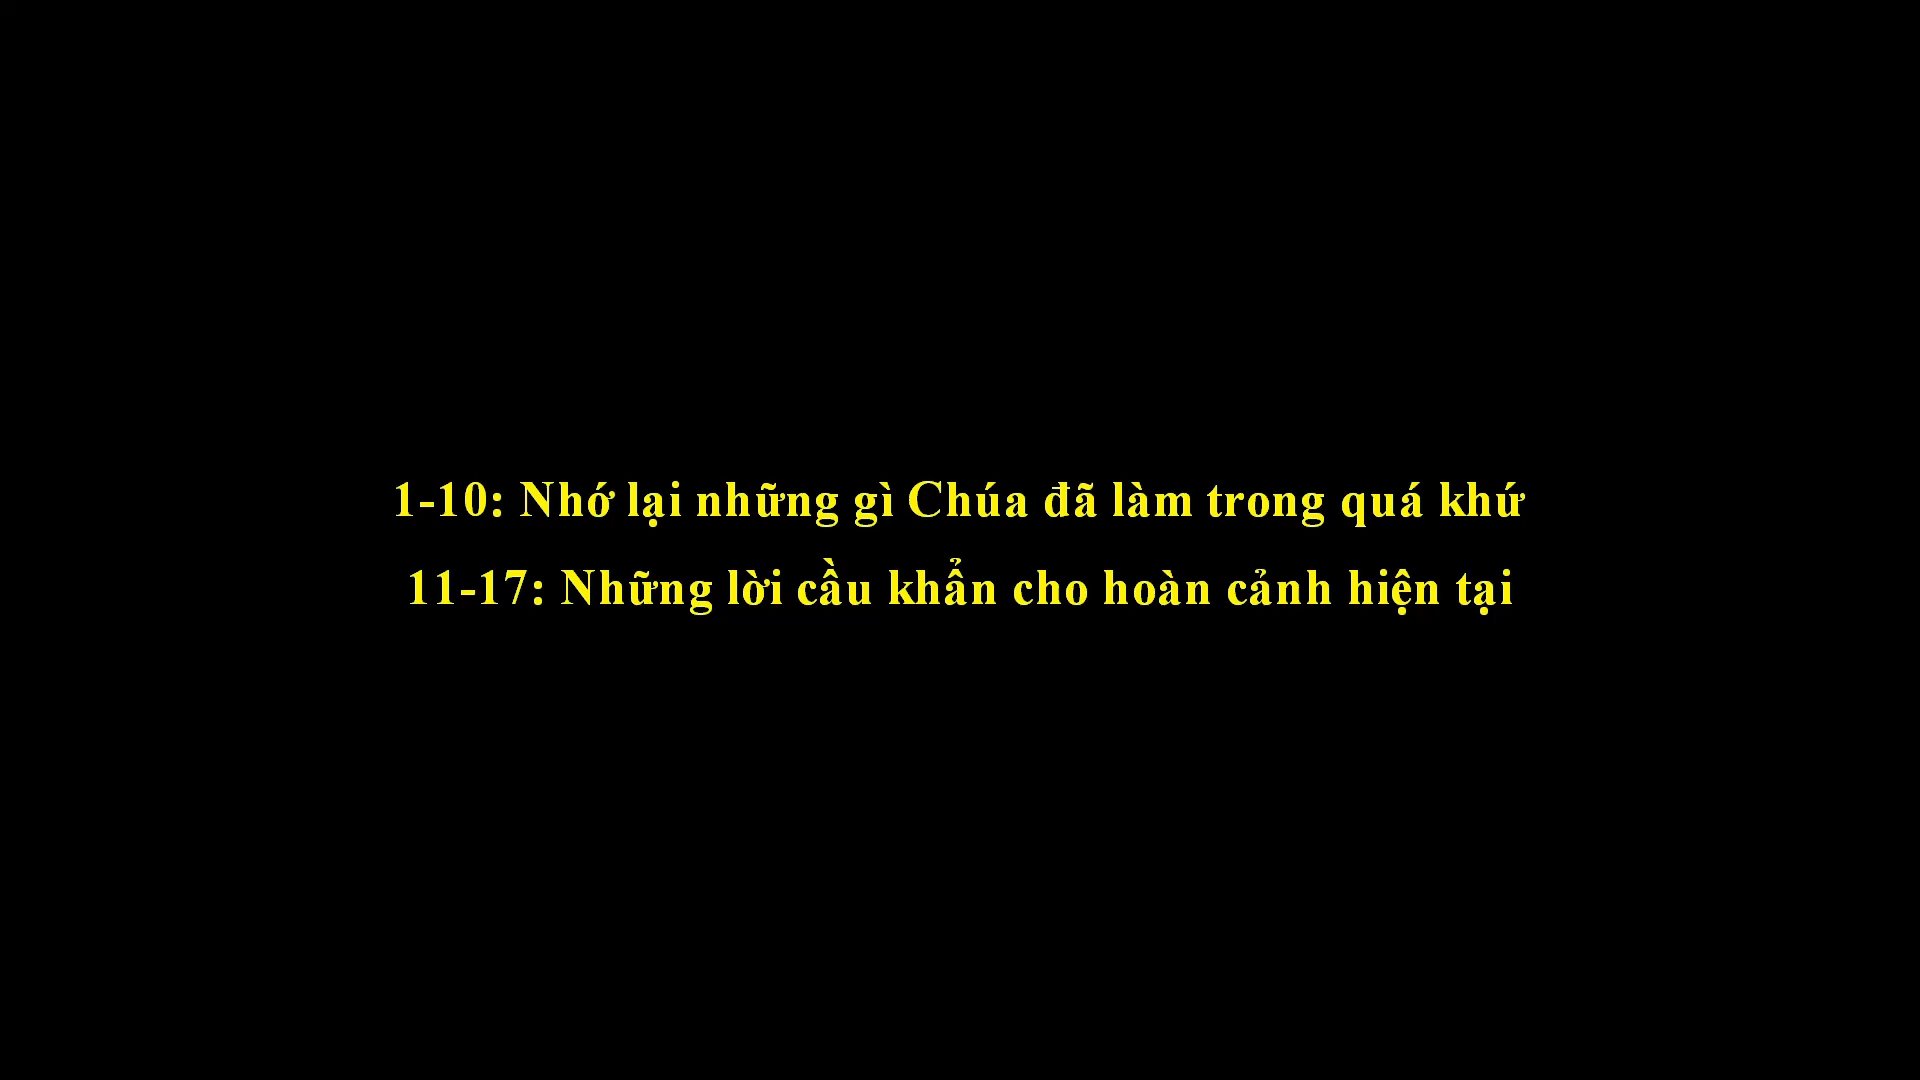 1-10: Nhớ lại những gì Chúa đã làm trong quá khứ
11-17: Những lời cầu khẩn cho hoàn cảnh hiện tại